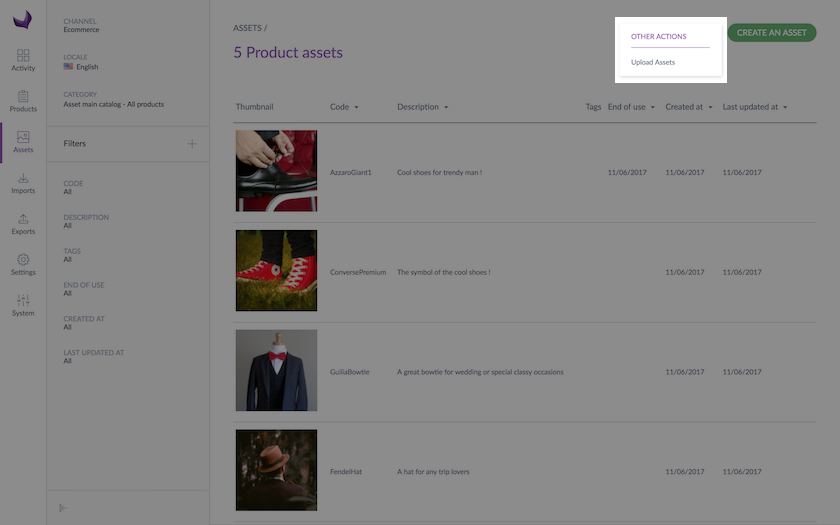 CHANNEL
Ecommerce
LOCALE
English
CATEGORY
Asset main catalog - All products
Activity
Products
Assets
Imports
Exports
Settings
System
Filters
CODE
All
DESCRIPTION
All
TAGS
All
END OF USE
All
CREATED AT
All
LAST UPDATED AT
All
ASSETS /
5 Product assets
OTHER ACTIONS
Upload Assets
CREATE AN ASSET
Thumbnail Code Description Tags End of use Created at Last updated at
AzzaroGiant1 Cool shoes for trendy man ! 11/06/2017 11/06/2017 11/06/2017
ConversePremium The symbol of the cool shoes ! 11/06/2017 11/06/2017
GuiliaBowtie A great bowtie for wedding or special classy occasions 11/06/2017 11/06/2017
FendelHat A hat for any trip lovers 11/06/2017 11/06/2017